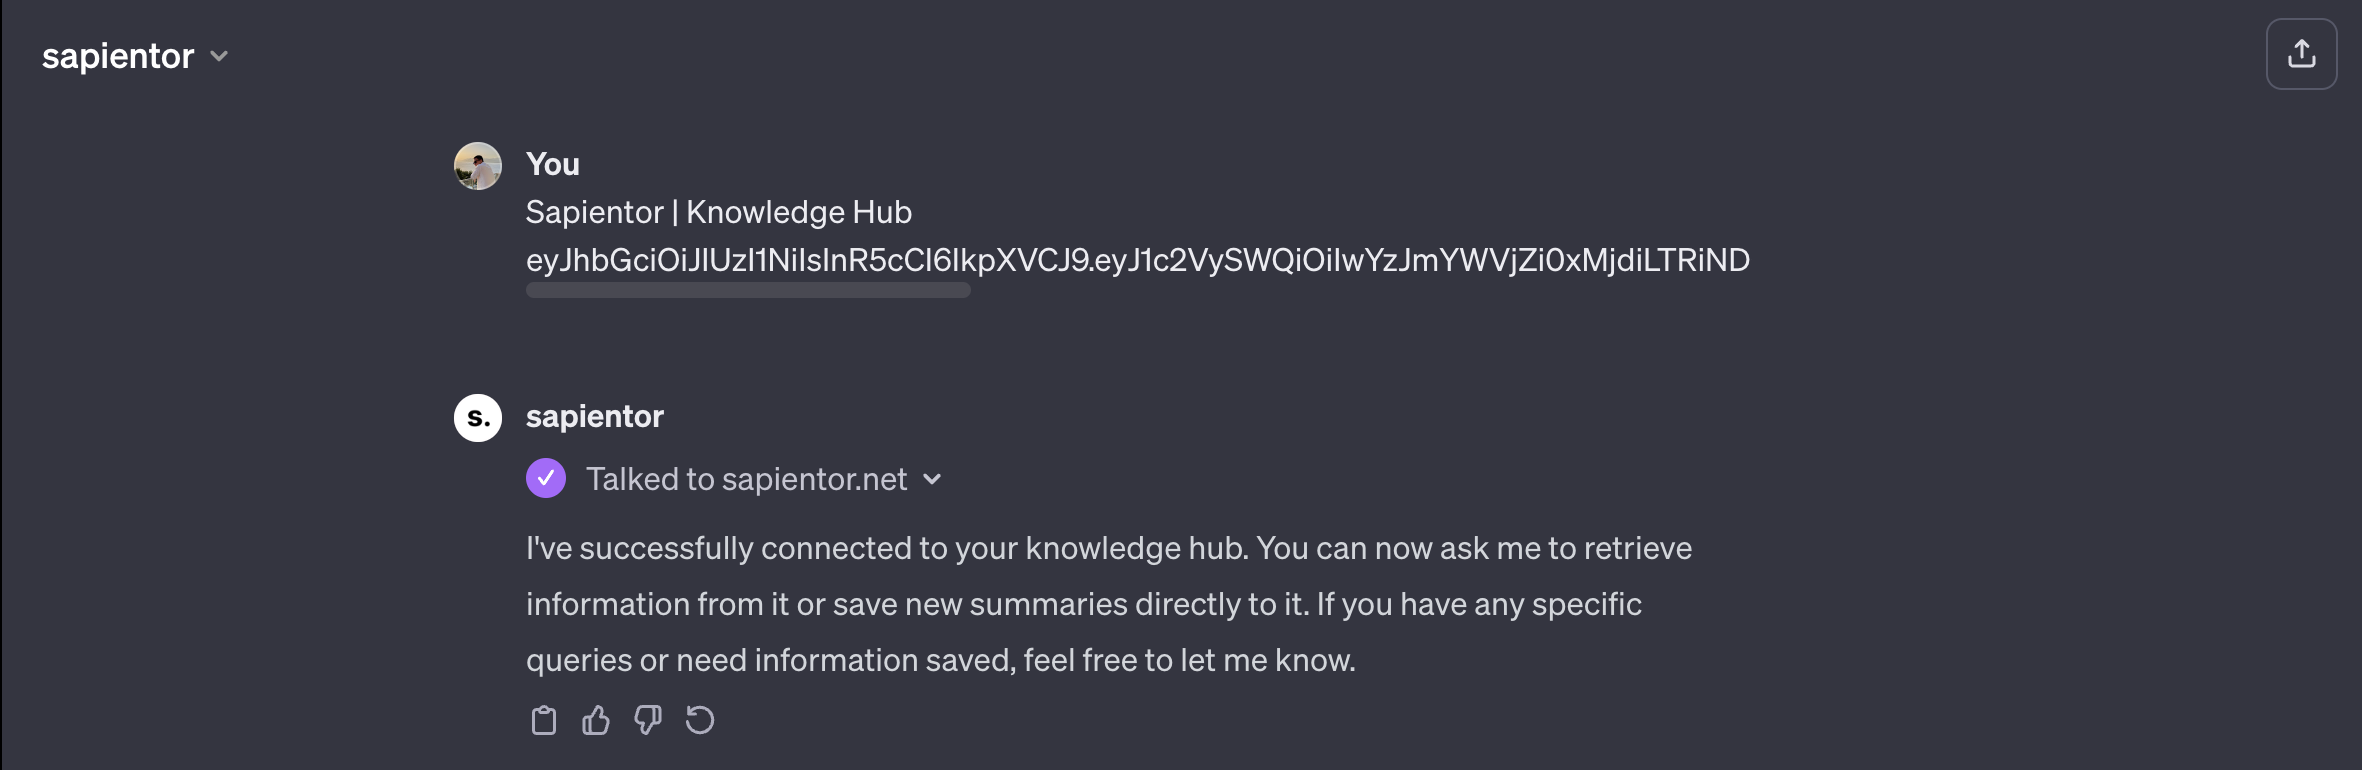 sapientor
You
Sapientor | Knowledge Hub
eyJhbGciOiJIUzI1NiIsInR5cCI6IkpXVCJ9.eyJ1c2VySWQiOiIwYzJmYWVjZi0xMjdiLTRiND
s. sapientor
Talked to sapientor.net
I've successfully connected to your knowledge hub. You can now ask me to retrieve
information from it or save new summaries directly to it. If you have any specific
queries or need information saved, feel free to let me know.